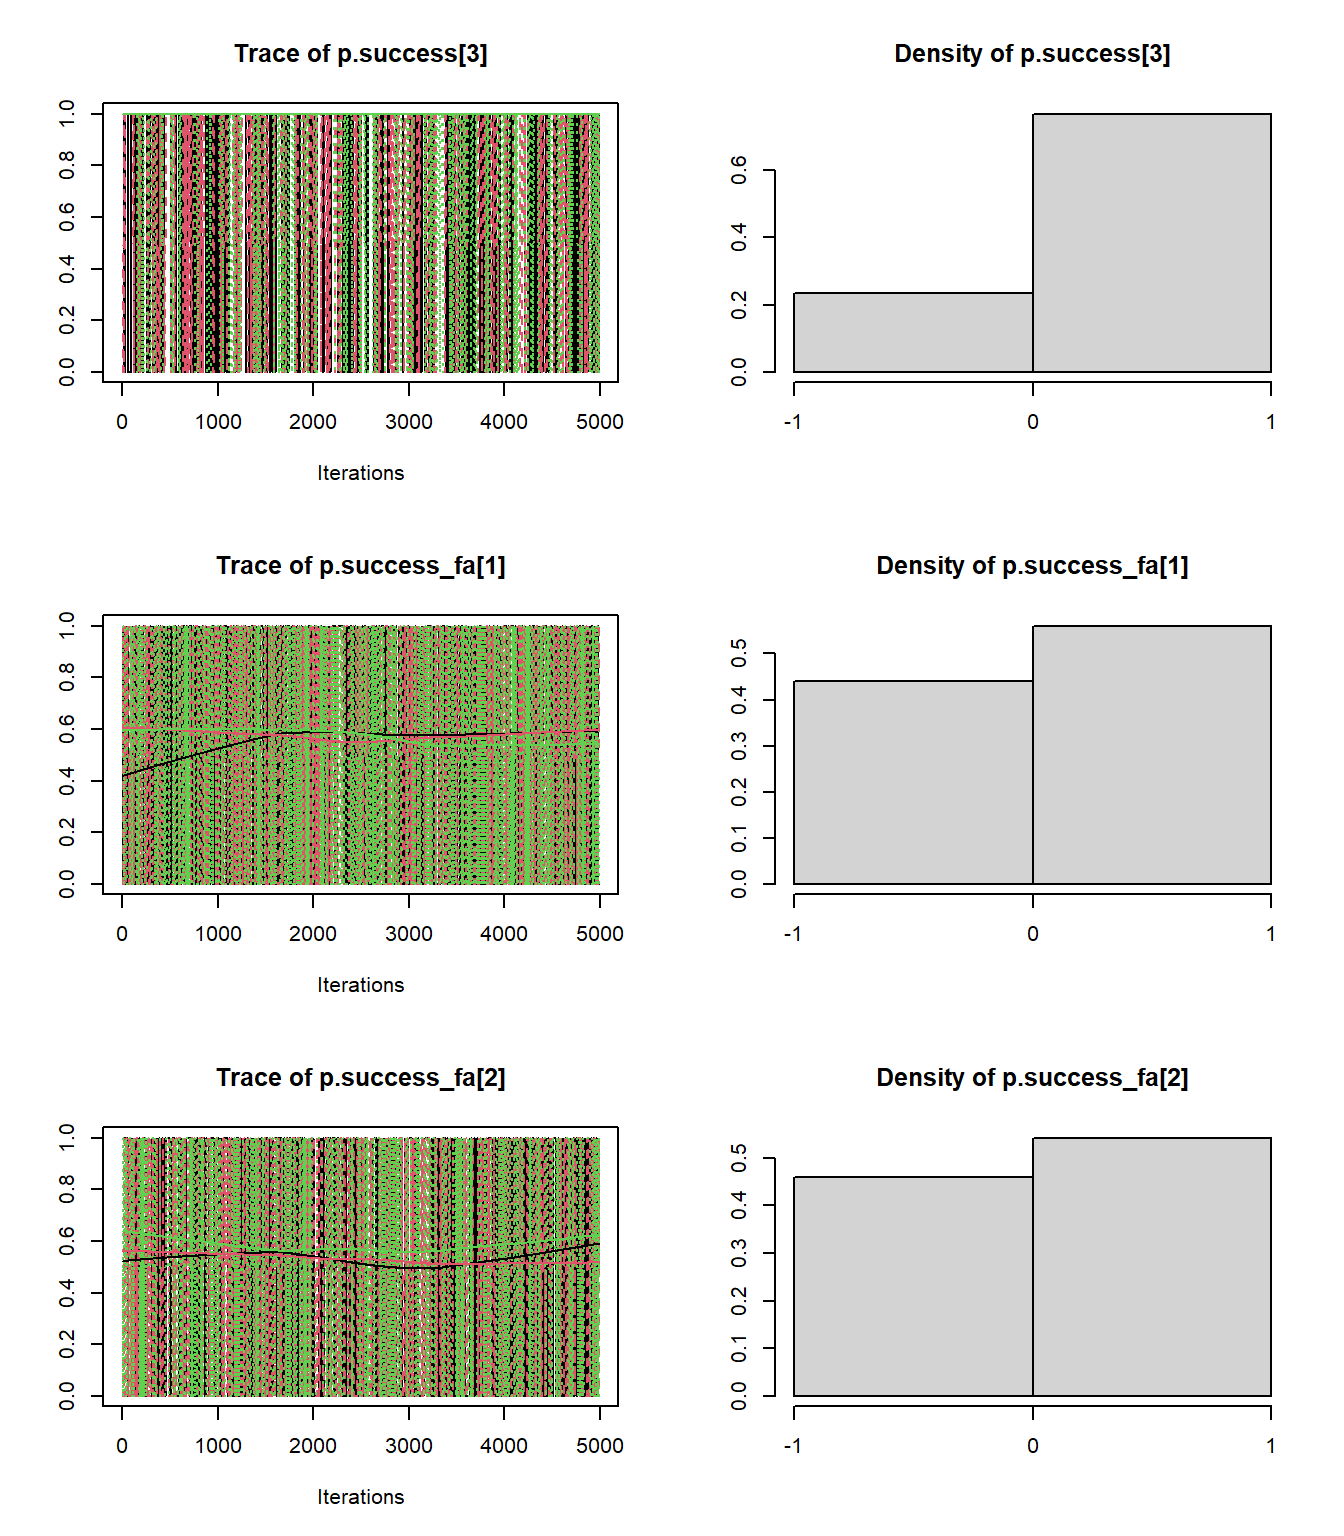 Trace of p.success[3]
1.0
0.8
0.6
0.4
0.2
0.0
0 1000 2000 3000 4000 5000
Iterations
Density of p.success[3]
0.6
0.4
0.2
0.0
-1 0 1
Trace of p.success_fa[1]
1.0
0.8
0.6
0.4
0.2
0.0
0 1000 2000 3000 4000 5000
Iterations
Density of p.success_fa[1]
0.5
0.4
0.3
0.2
0.1
0.0
-1 0 1
Trace of p.success_fa[2]
1.0
0.8
0.6
0.4
0.2
0.0
0 1000 2000 3000 4000 5000
Iterations
Density of p.success_fa[2]
0.5
0.4
0.3
0.2
0.1
0.0
-1 0 1